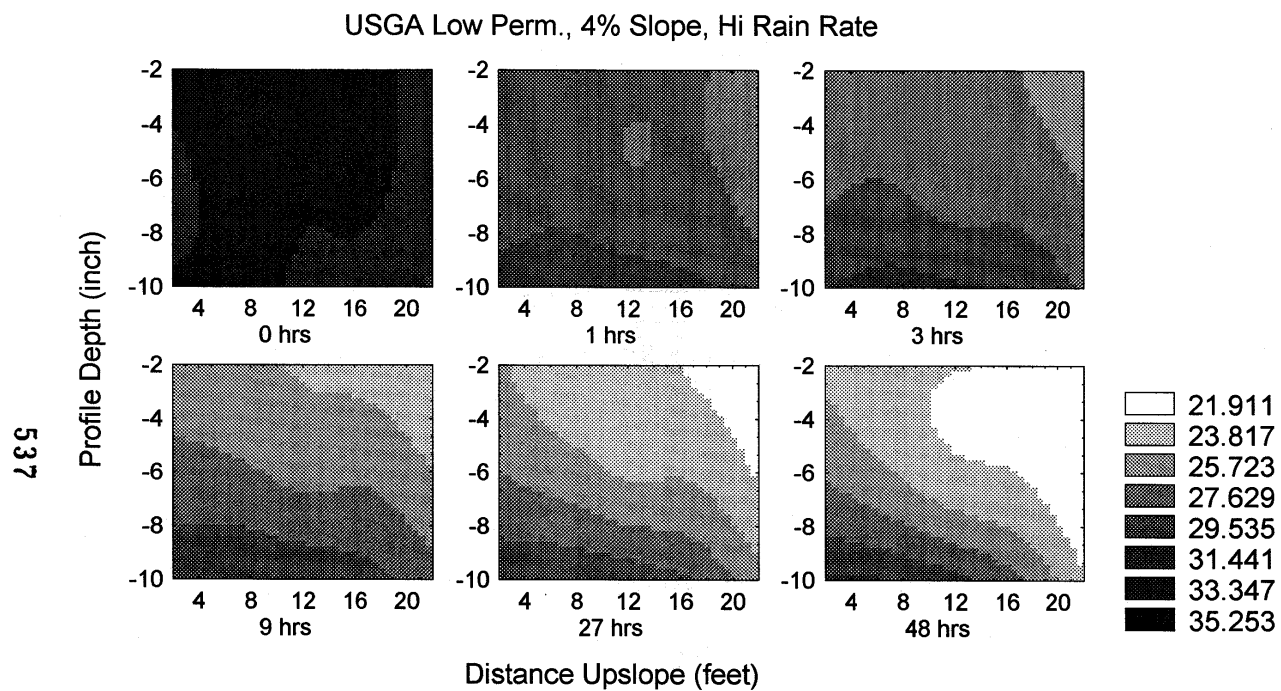 USGA Low Perm., 4% Slope, Hi Rain Rate
Profile Depth (inch)
-2
-4
-6
-8
-10
4 8 12 16 20
0 hrs
-2
-4
-6
-8
-10
4 8 12 16 20
1 hrs
-2
-4
-6
-8
-10
4 8 12 16 20
3 hrs
-2
-4
-6
-8
-10
4 8 12 16 20
9 hrs
-2
-4
-6
-8
-10
4 8 12 16 20
27 hrs
-2
-4
-6
-8
-10
4 8 12 16 20
48 hrs
21.911
23.817
25.723
27.629
29.535
31.441
33.347
35.253
Distance Upslope (feet)
537